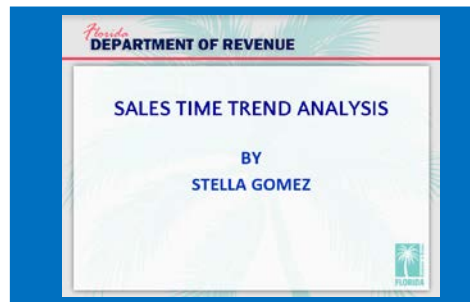 Florida
DEPARTMENT OF REVENUE
SALES TIME TREND ANALYSIS
BY
STELLA GOMEZ
FLORIDA